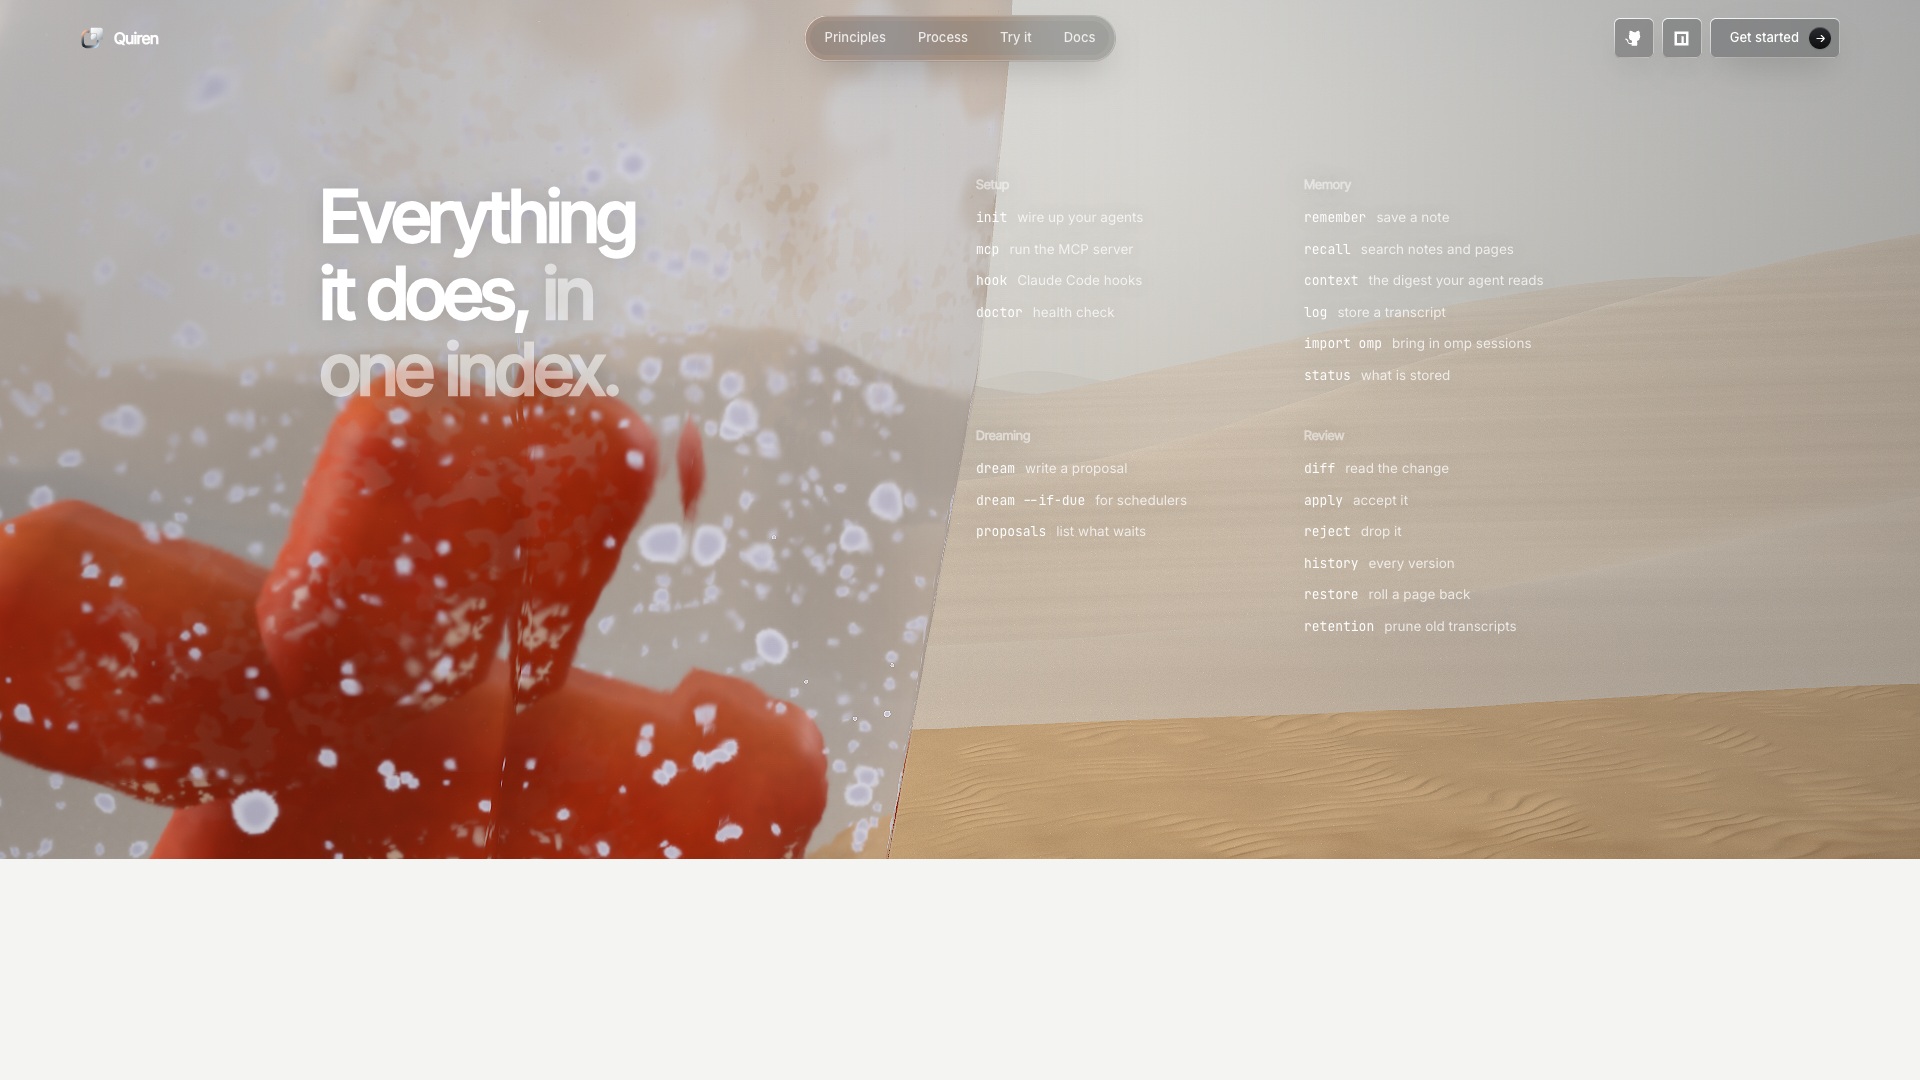 Quiren
Principles
Process
Try it
Docs
Get started
Everything
it does, in
one index.
Setup
init wire up your agents
mcp run the MCP server
hook Claude Code hooks
doctor health check
Memory
remember save a note
recall search notes and pages
context the digest your agent reads
log store a transcript
import omp bring in omp sessions
status what is stored
Dreaming
dream write a proposal
dream --if-due for schedulers
proposals list what waits
Review
diff read the change
apply accept it
reject drop it
history every version
restore roll a page back
retention prune old transcripts